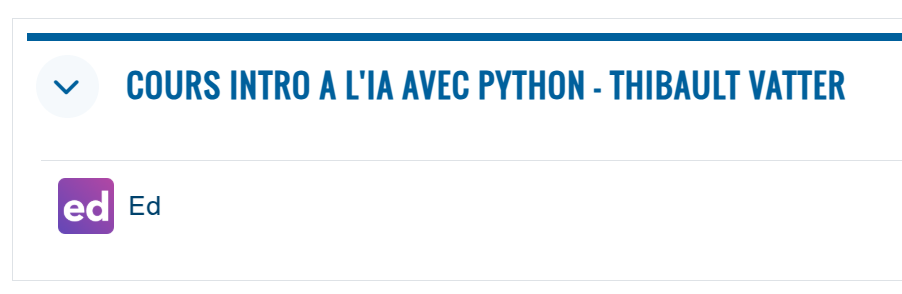 COURS INTRO A L'IA AVEC PYTHON - THIBAULT VATTER
ed Ed